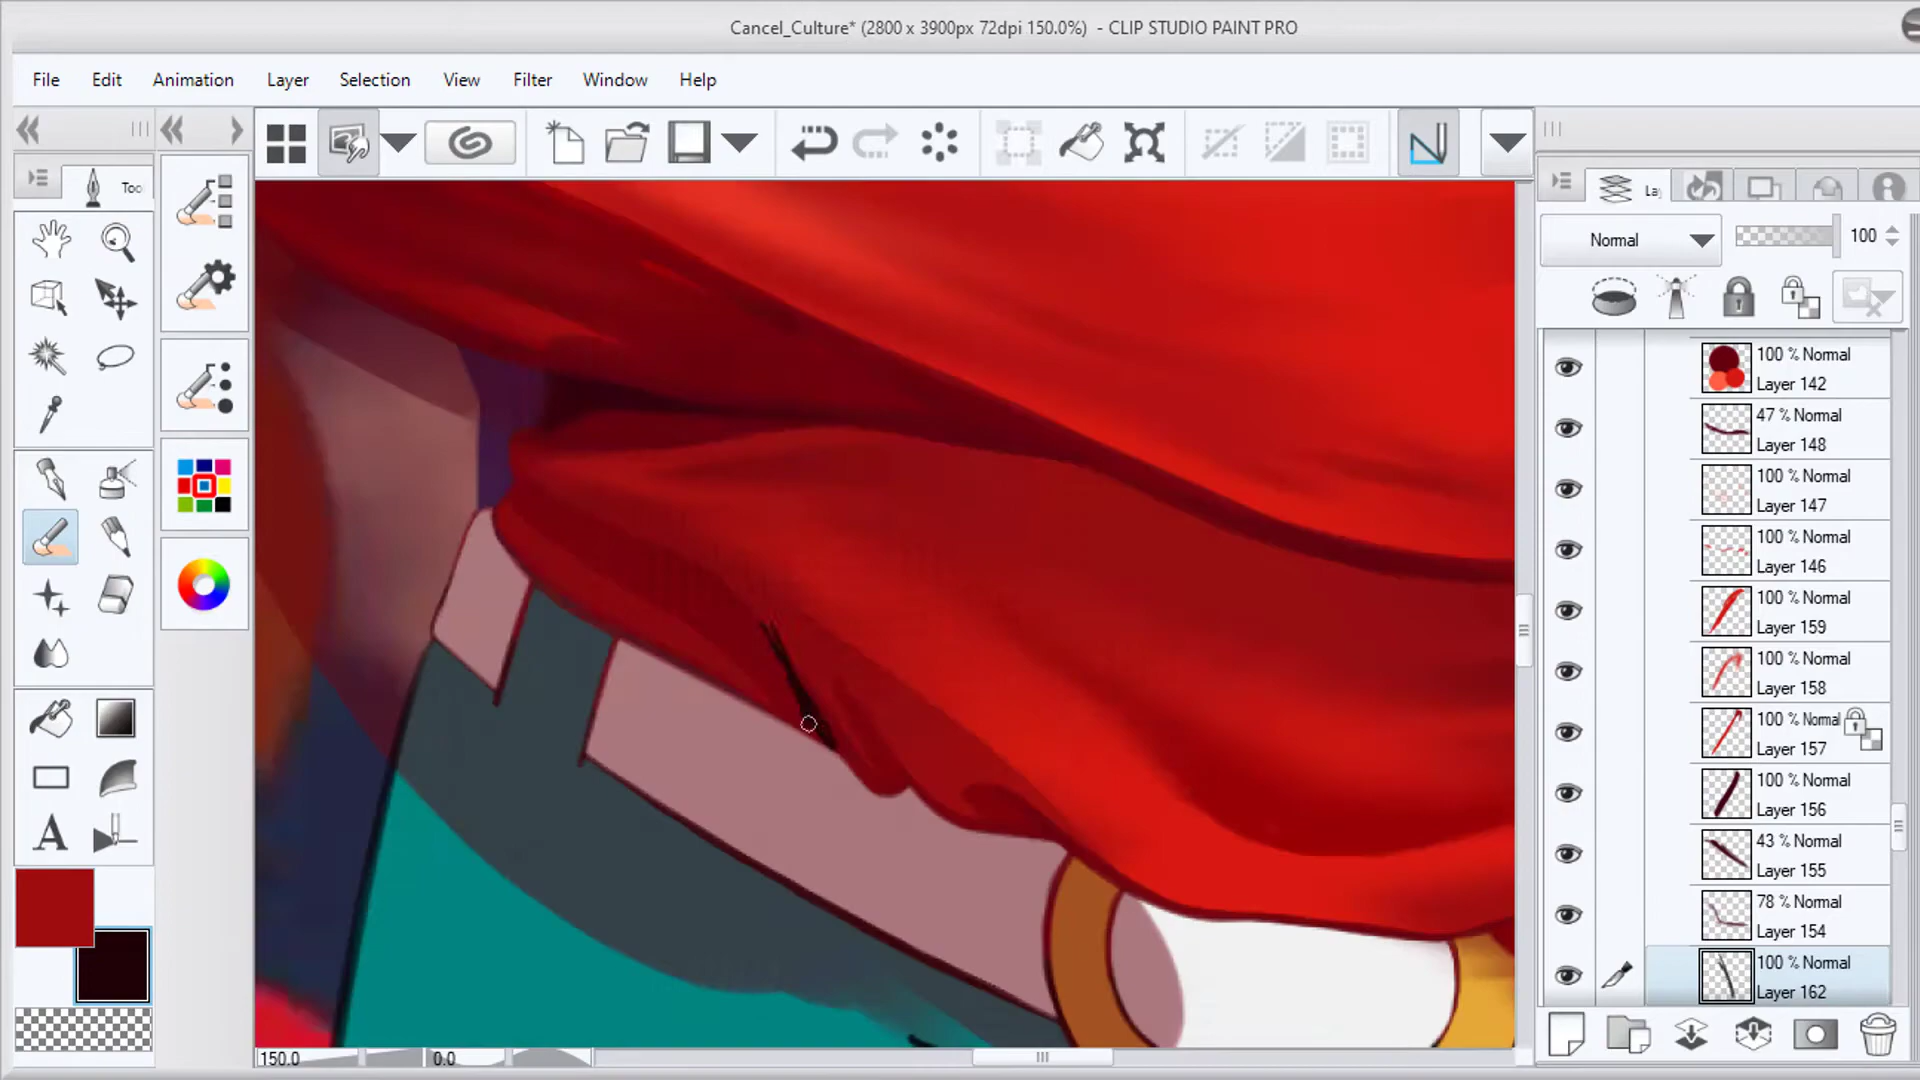 Cancel_Culture* (2800 x 3900px 72dpi 150.0%)  - CLIP STUDIO PAINT PRO
File Edit Animation Layer Selection View Filter Window Help
Too
La
Normal 100
100 % Normal
Layer 142
47 % Normal
Layer 148
100 % Normal
Layer 147
100 % Normal
Layer 146
100 % Normal
Layer 159
100 % Normal
Layer 158
100 % Normal
Layer 157
100 % Normal
Layer 156
43 % Normal
Layer 155
78 % Normal
Layer 154
100 % Normal
Layer 162
A
150.0 0.0